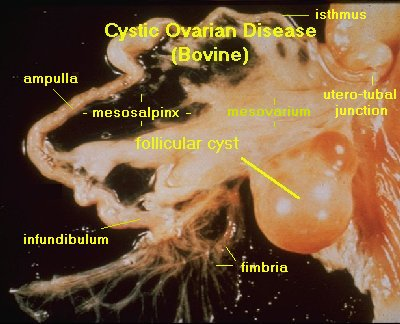 isthmus
Cystic Ovarian Disease
(Bovine)
ampulla
mesosalpinx
mesovarium
utero-tubal
junction
follicular cyst
infundibulum
fimbria